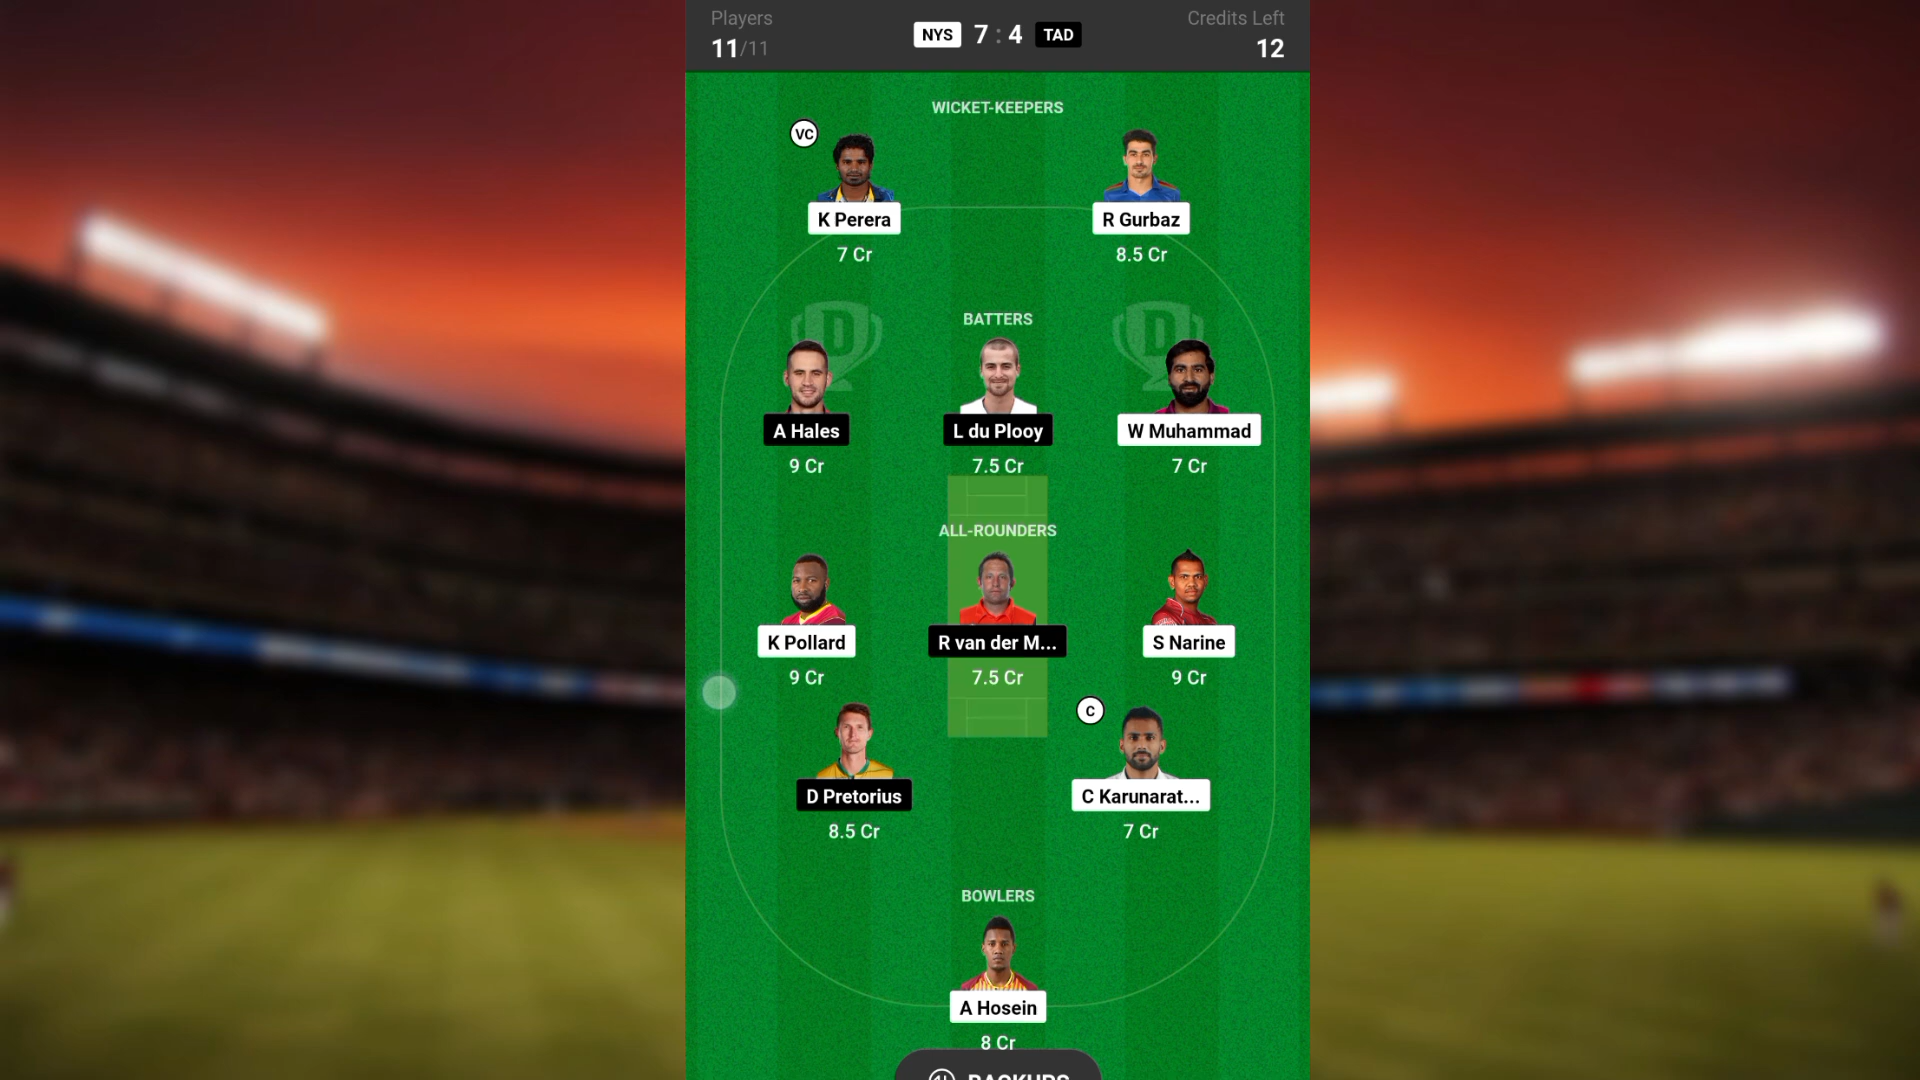 Players
11/11
NYS 7 : 4 TAD
Credits Left
12
WICKET-KEEPERS
VC
K Perera
7 Cr
R Gurbaz
8.5 Cr
BATTERS
D
D
A Hales
9 Cr
L du Plooy
7.5 Cr
W Muhammad
7 Cr
ALL-ROUNDERS
K Pollard
9 Cr
R van der M...
7.5 Cr
S Narine
9 Cr
D Pretorius
8.5 Cr
C
C Karunarat...
7 Cr
BOWLERS
A Hosein
8 Cr
BACKUPS